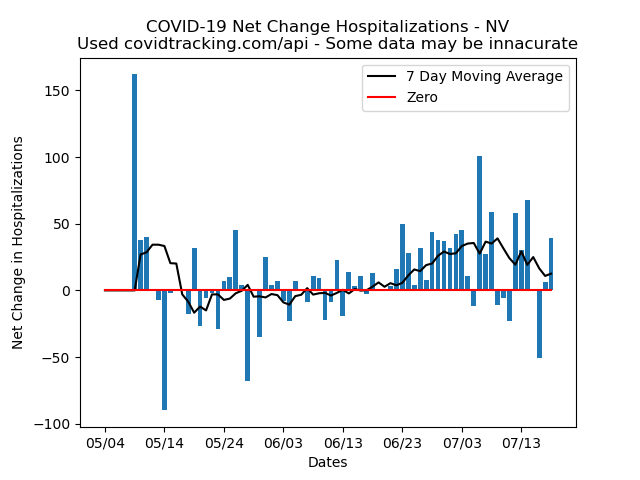 COVID-19 Net Change Hospitalizations - NV
Used covidtracking.com/api - Some data may be innacurate
7 Day Moving Average
Zero
Net Change in Hospitalizations
150
100
50
0
−50
−100
05/04
05/14
05/24
06/03
06/13
06/23
07/03
07/13
Dates